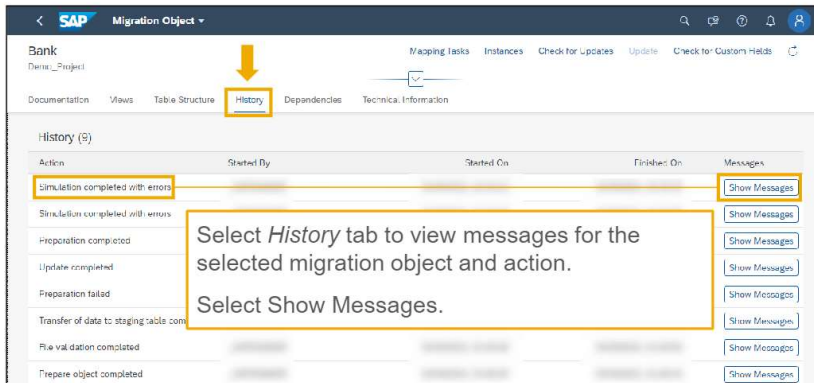 SAP Migration Object
Bank
Mapping Tasks Instances Check for Updates Update Check for Custom Fields
Demo_Project
Documentation Views Table Structure History Dependencies Technical Information
History (9)
Action Started By Started On Finished On Messages
Simulation completed with errors Show Messages
Simulation completed with errors Show Messages
Preparation completed Show Messages
Update completed Show Messages
Preparation failed Show Messages
Transfer of data to staging table com Show Messages
File validation completed Show Messages
Prepare object completed Show Messages
Select History tab to view messages for the
selected migration object and action.
Select Show Messages.